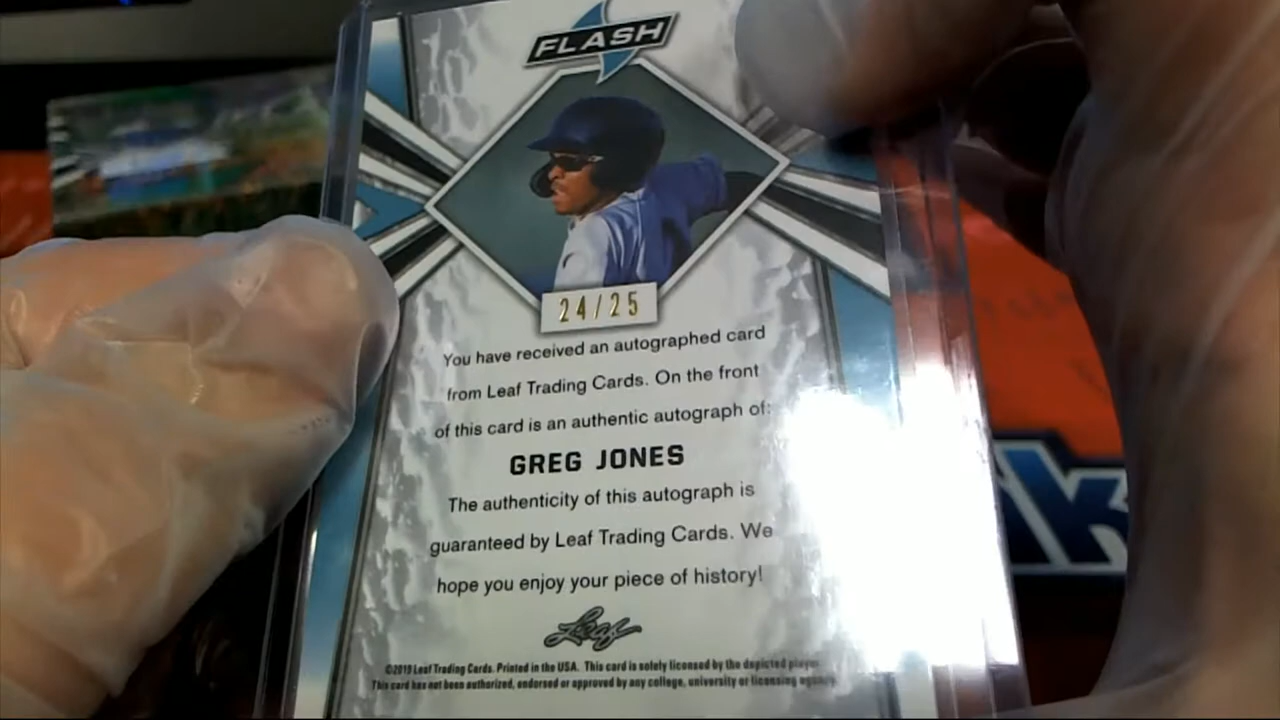 FLASH
24/25
You have received an autographed card
from Leaf Trading Cards. On the front
of this card is an authentic autograph of:
GREG JONES
The authenticity of this autograph is
guaranteed by Leaf Trading Cards. We
hope you enjoy your piece of history!
Leaf
©2019 Leaf Trading Cards. Printed in the USA. This card is solely licensed by the depicted player.
This card has not been authorized, endorsed or approved by any college, university or licensing agency.